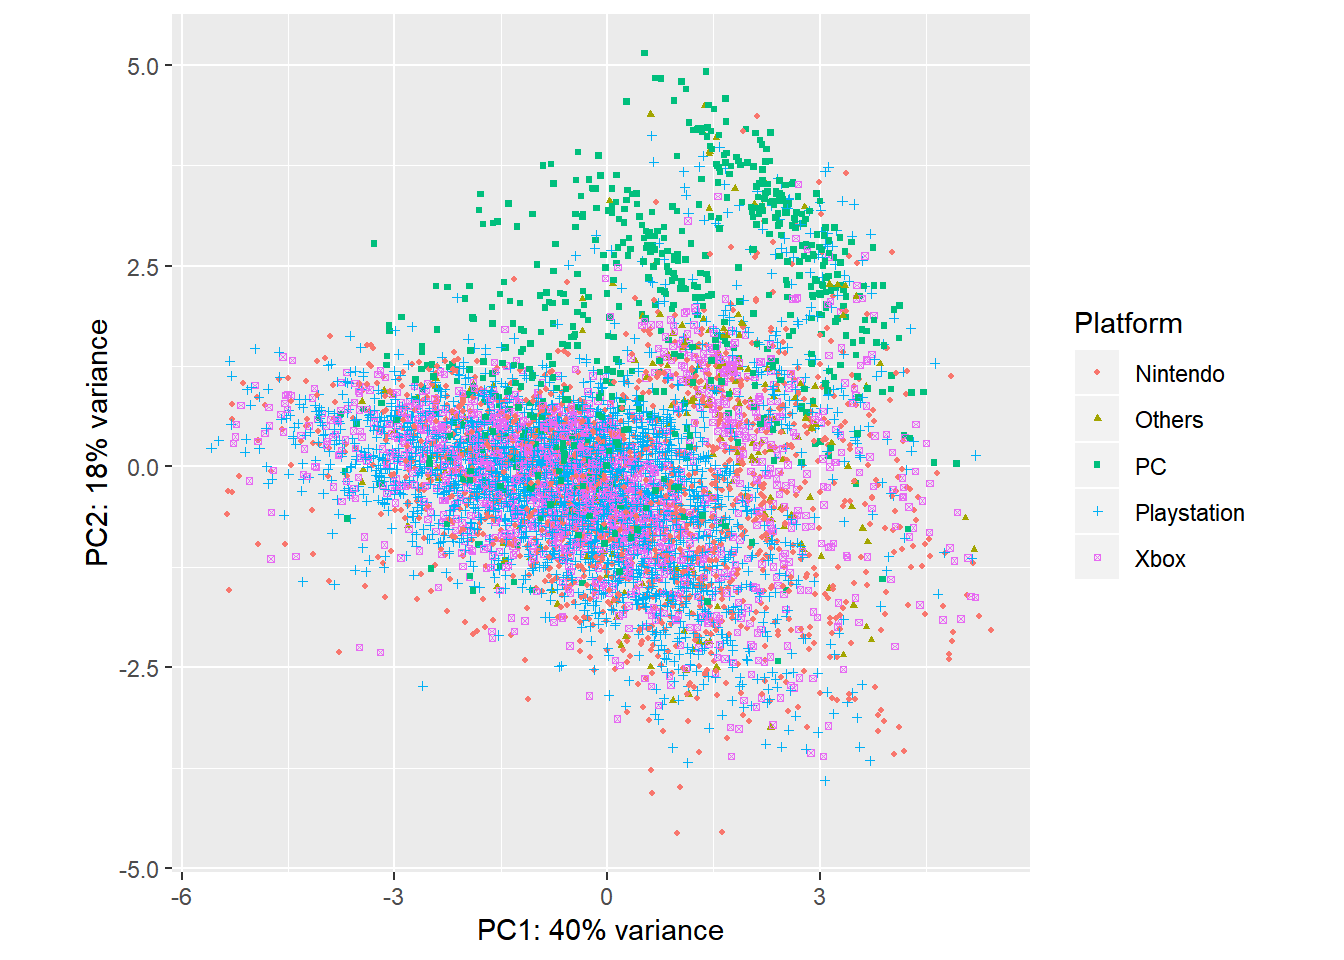 5.0
2.5
0.0
-2.5
-5.0
-6
-3
0
3
PC1: 40% variance
PC2: 18% variance
Platform
Nintendo
Others
PC
Playstation
Xbox